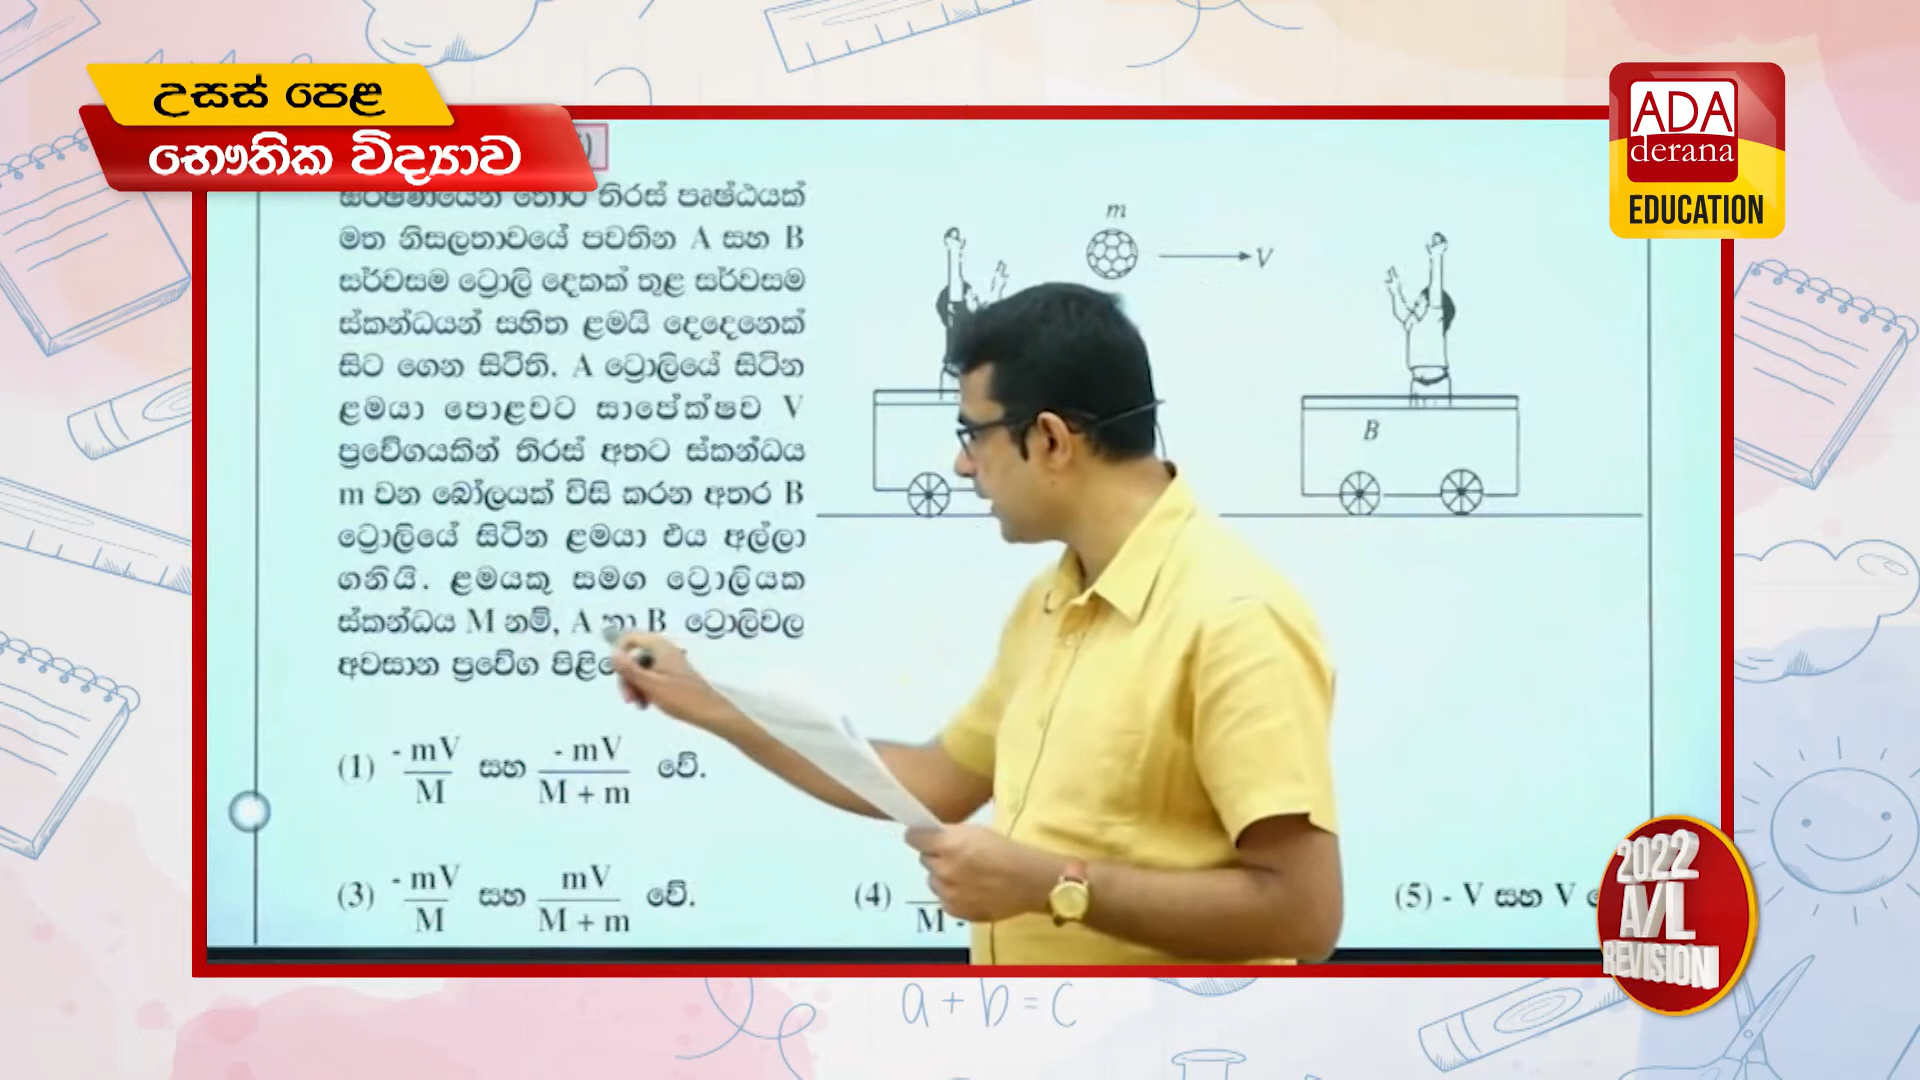 උසස් පෙළ
භෞතික විද්‍යාව
ADA
derana
EDUCATION
ඝර්ෂණයෙන් තොර තිරස් පෘෂ්ඨයක්
මත නිසලතාවයේ පවතින A සහ B
සර්වසම ට්‍රොලි දෙකක් තුළ සර්වසම
ස්කන්ධයන් සහිත ළමයි දෙදෙනෙක්
සිට ගෙන සිටිති. A ට්‍රොලියේ සිටින
ළමයා පොළවට සාපේක්ෂව V
ප්‍රවේගයකින් තිරස් අතට ස්කන්ධය
m වන බෝලයක් විසි කරන අතර B
ට්‍රොලියේ සිටින ළමයා එය අල්ලා
ගනියි. ළමයකු සමග ට්‍රොලියක
ස්කන්ධය M නම්, A හා B ට්‍රොලිවල
අවසාන ප්‍රවේග
m
V
B
(1) - mV / M සහ - mV / M + m වේ.
(3) - mV / M සහ mV / M + m වේ.
(4)
M
(5) - V සහ V
2022
A/L
REVISION
a + b = c